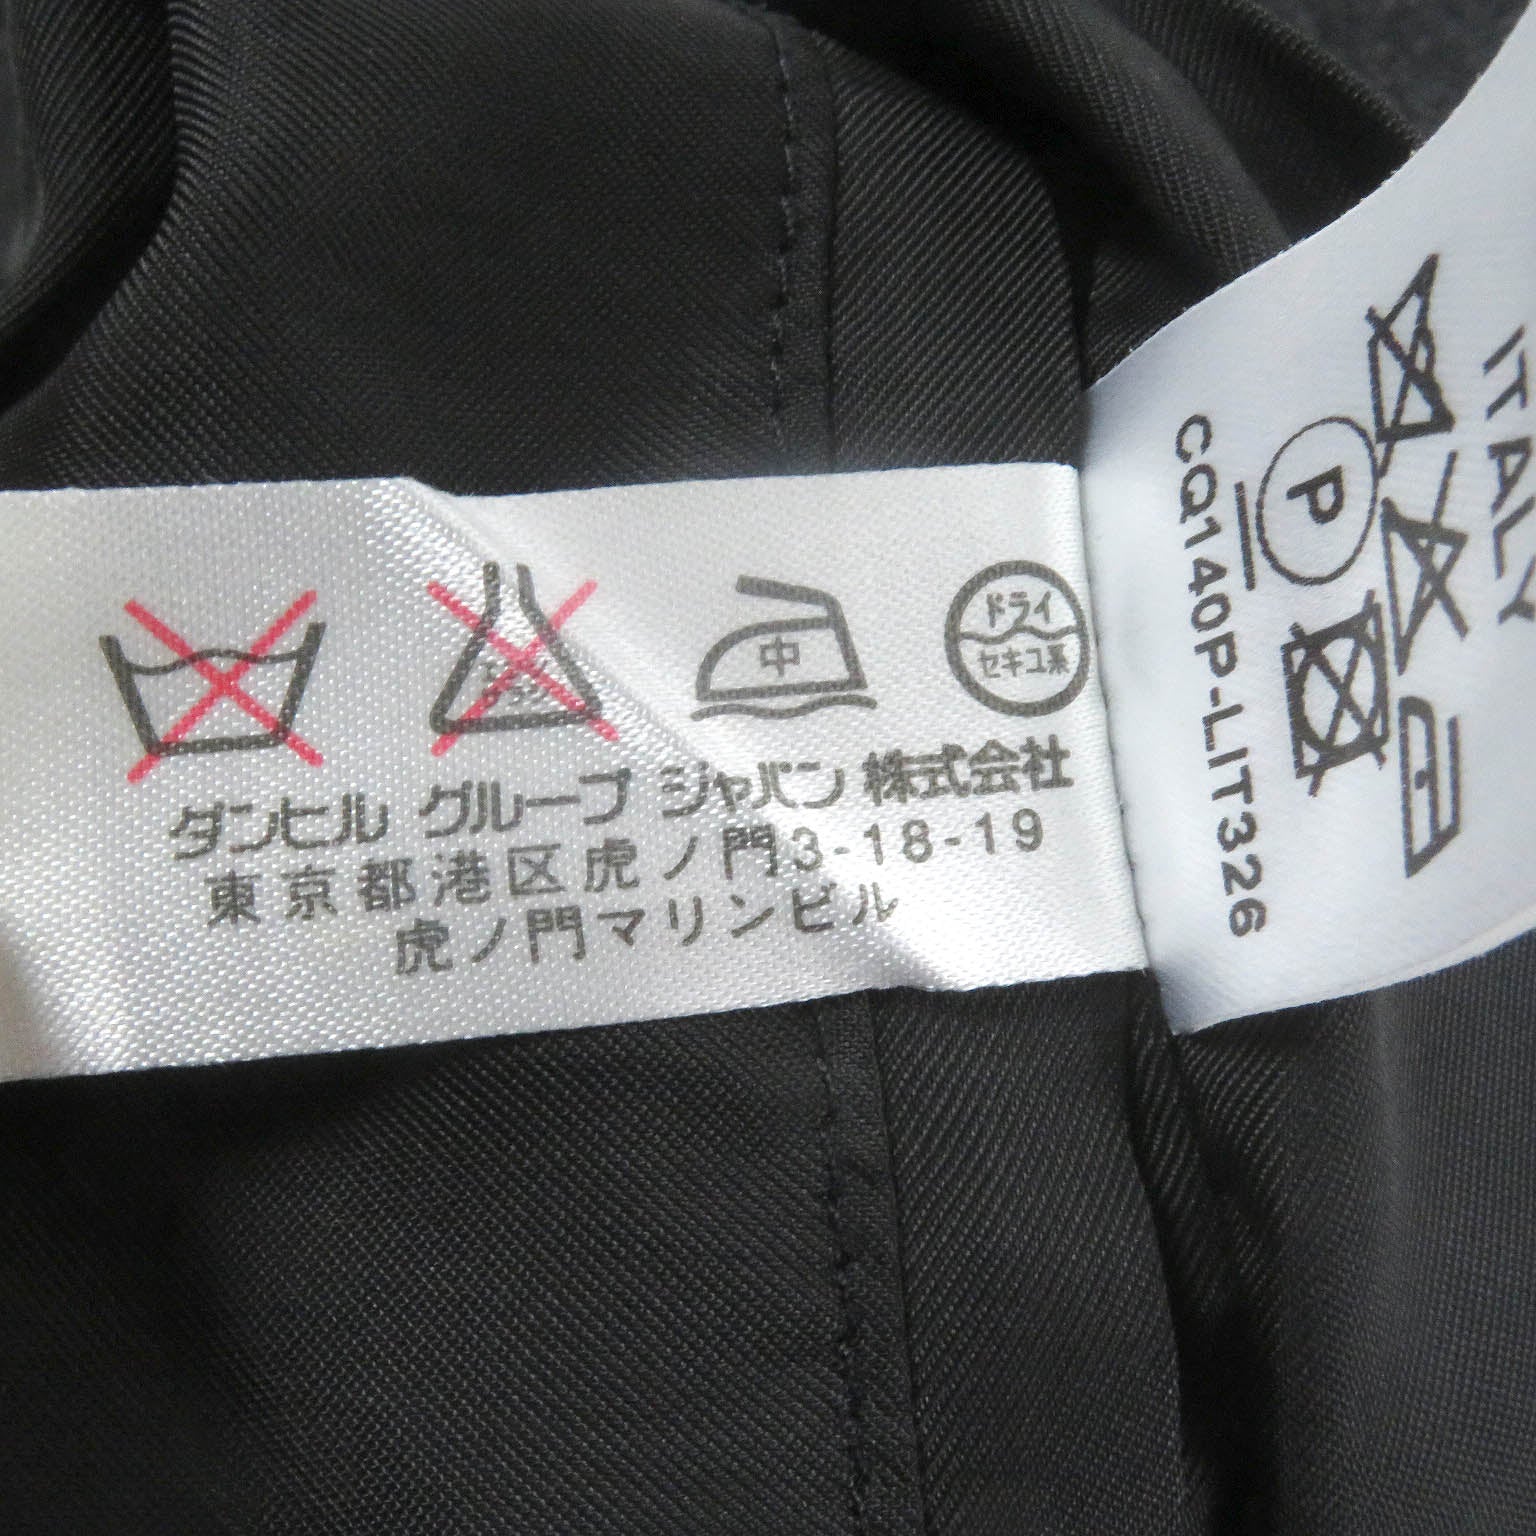 中
ドライ
セキユ系
ダンヒル グループ ジャパン 株式会社
東京都港区虎ノ門3-18-19
虎ノ門マリンビル
ITALY
P
CQ140P-LIT326